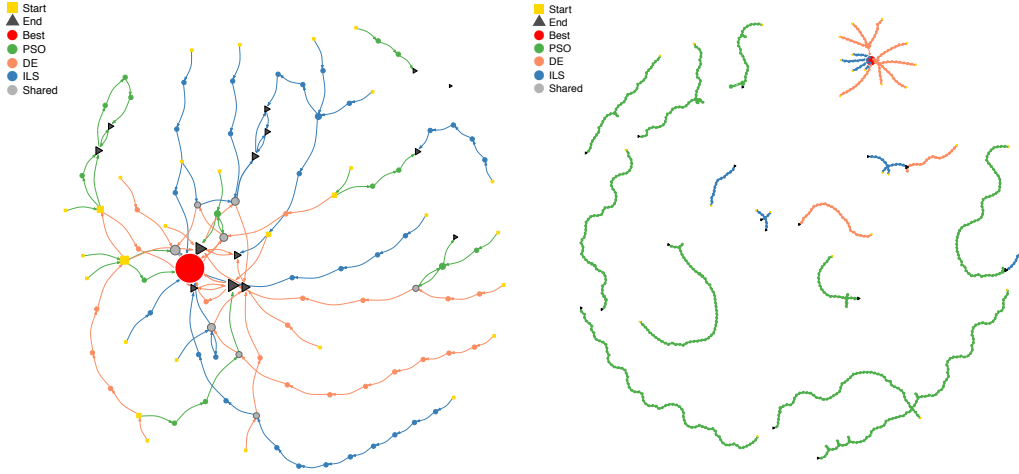 Start
End
Best
PSO
DE
ILS
Shared
Start
End
Best
PSO
DE
ILS
Shared